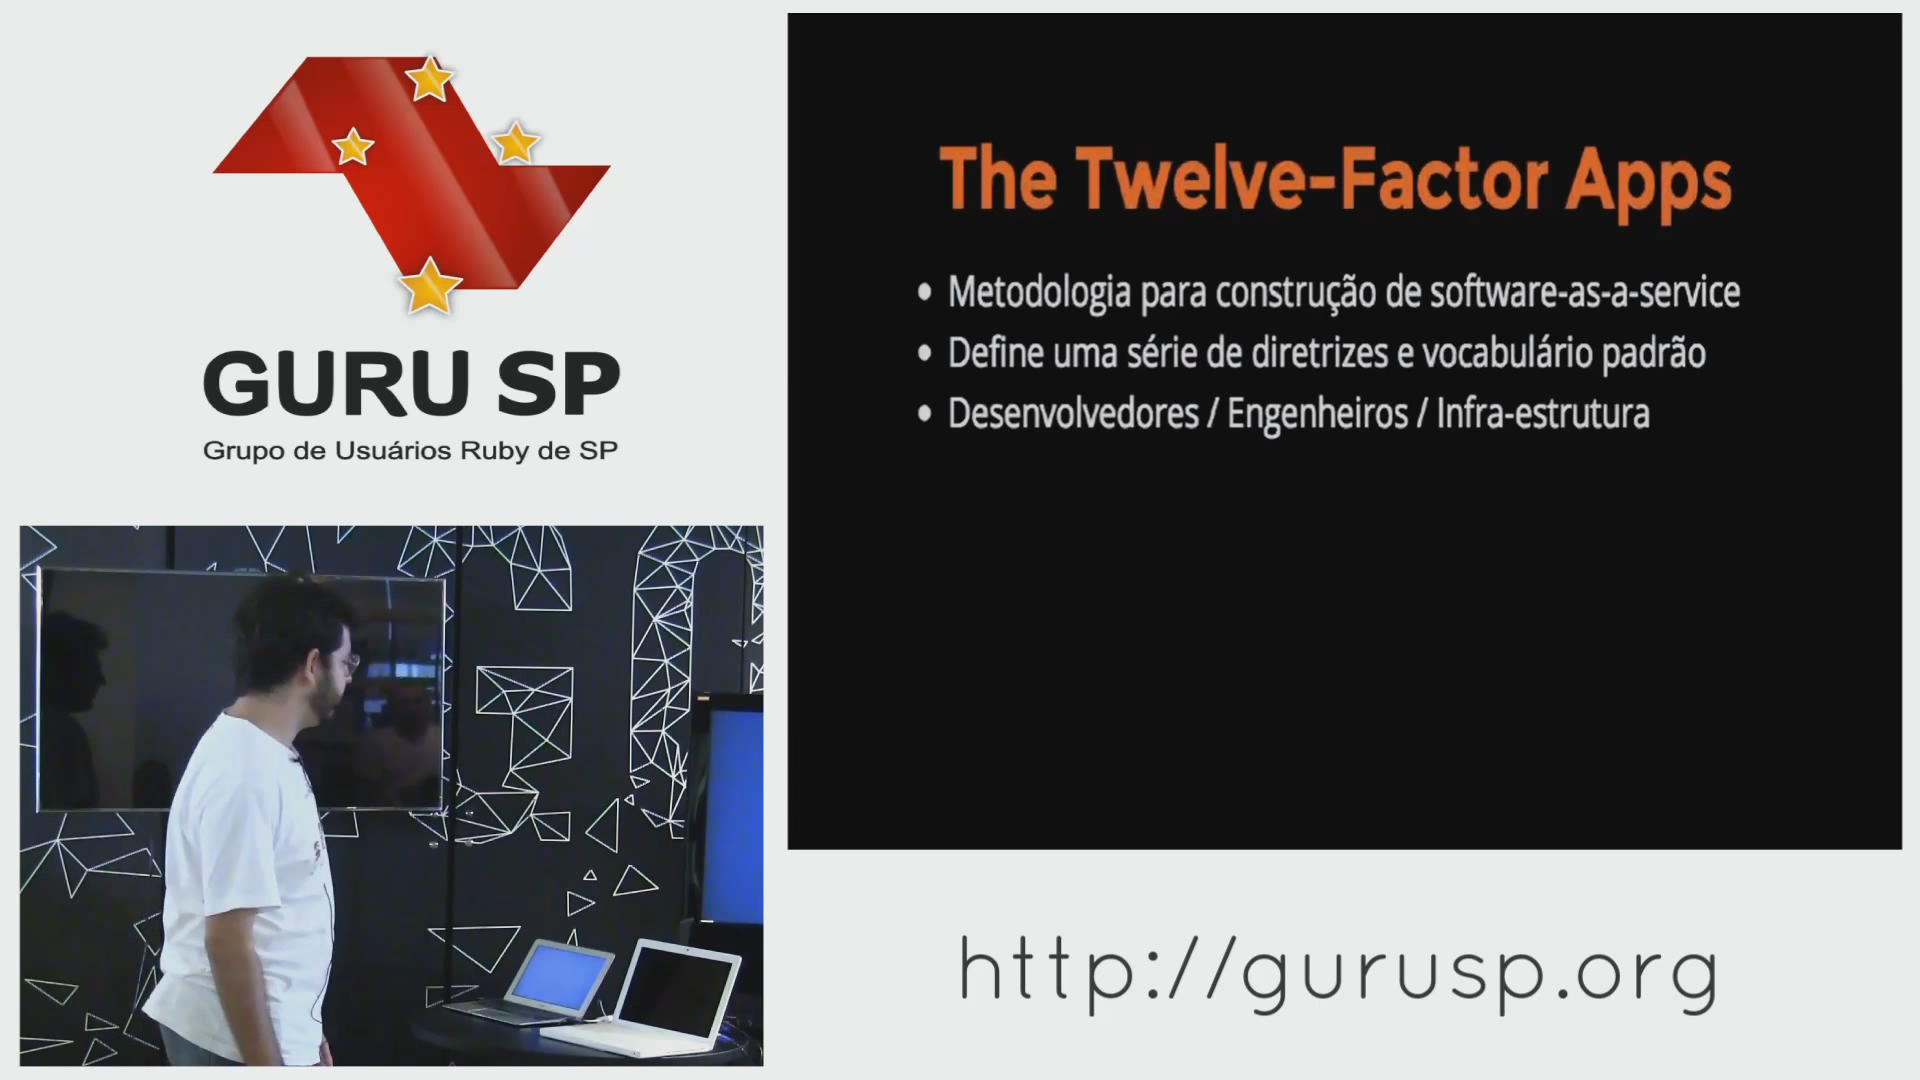 GURU SP
Grupo de Usuários Ruby de SP
The Twelve-Factor Apps
• Metodologia para construção de software-as-a-service
• Define uma série de diretrizes e vocabulário padrão
• Desenvolvedores / Engenheiros / Infra-estrutura
http://gurusp.org